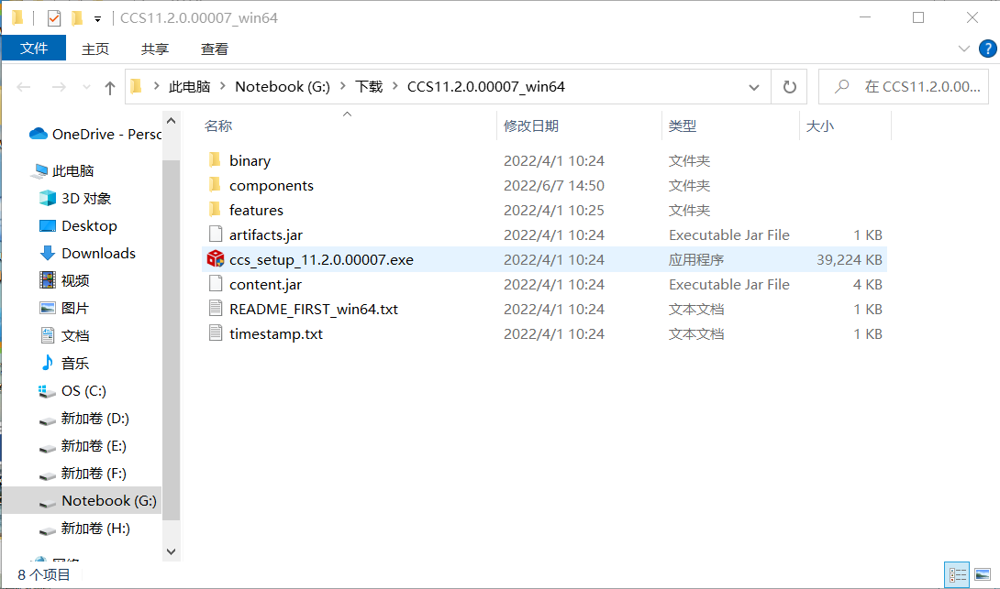 CCS11.2.0.00007_win64
文件 主页 共享 查看
此电脑 Notebook (G:) 下载 CCS11.2.0.00007_win64 在 CCS11.2.0.00...
名称 修改日期 类型 大小
binary 2022/4/1 10:24 文件夹
components 2022/6/7 14:50 文件夹
features 2022/4/1 10:25 文件夹
artifacts.jar 2022/4/1 10:24 Executable Jar File 1 KB
ccs_setup_11.2.0.00007.exe 2022/4/1 10:24 应用程序 39,224 KB
content.jar 2022/4/1 10:24 Executable Jar File 4 KB
README_FIRST_win64.txt 2022/4/1 10:24 文本文档 1 KB
timestamp.txt 2022/4/1 10:24 文本文档 1 KB
OneDrive - Perso
此电脑
3D 对象
Desktop
Downloads
视频
图片
文档
音乐
OS (C:)
新加卷 (D:)
新加卷 (E:)
新加卷 (F:)
Notebook (G:)
新加卷 (H:)
网络
8 个项目